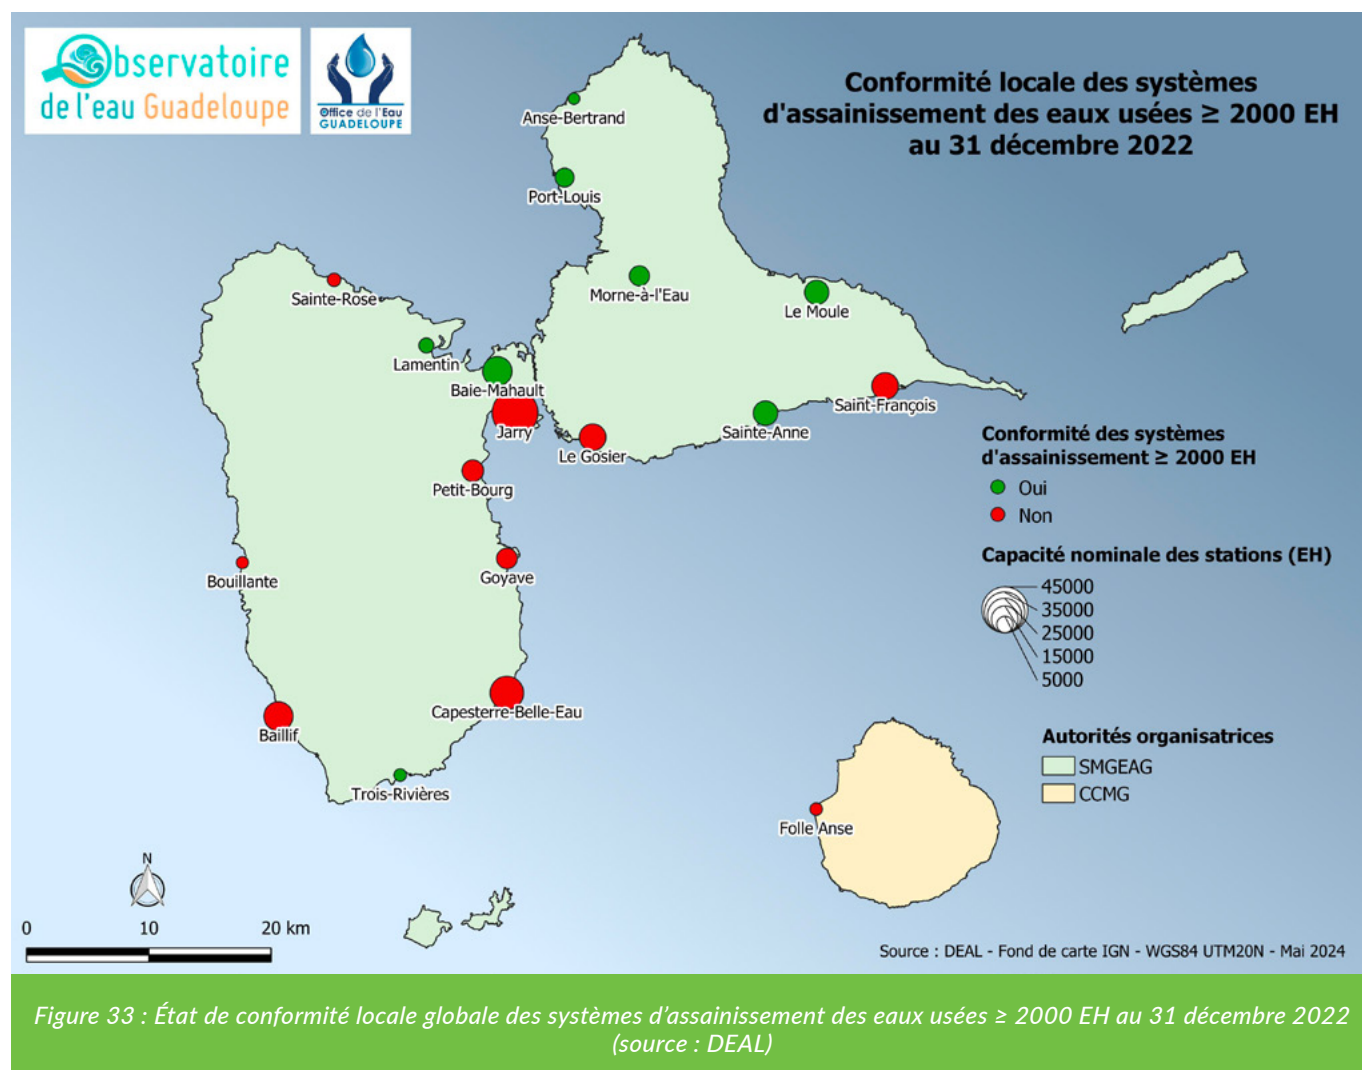 Observatoire
de l'eau Guadeloupe
Office de l'Eau
GUADELOUPE
Conformité locale des systèmes
d'assainissement des eaux usées ≥ 2000 EH
au 31 décembre 2022
Anse-Bertrand
Port-Louis
Morne-à-l'Eau
Le Moule
Sainte-Rose
Lamentin
Baie-Mahault
Jarry
Saint-François
Sainte-Anne
Le Gosier
Petit-Bourg
Goyave
Bouillante
Capesterre-Belle-Eau
Baillif
Trois-Rivières
Folle Anse
Conformité des systèmes
d'assainissement ≥ 2000 EH
Oui
Non
Capacité nominale des stations (EH)
45000
35000
25000
15000
5000
Autorités organisatrices
SMGEAG
CCMG
N
0 10 20 km
Source : DEAL - Fond de carte IGN - WGS84 UTM20N - Mai 2024
Figure 33 : État de conformité locale globale des systèmes d'assainissement des eaux usées ≥ 2000 EH au 31 décembre 2022
(source : DEAL)